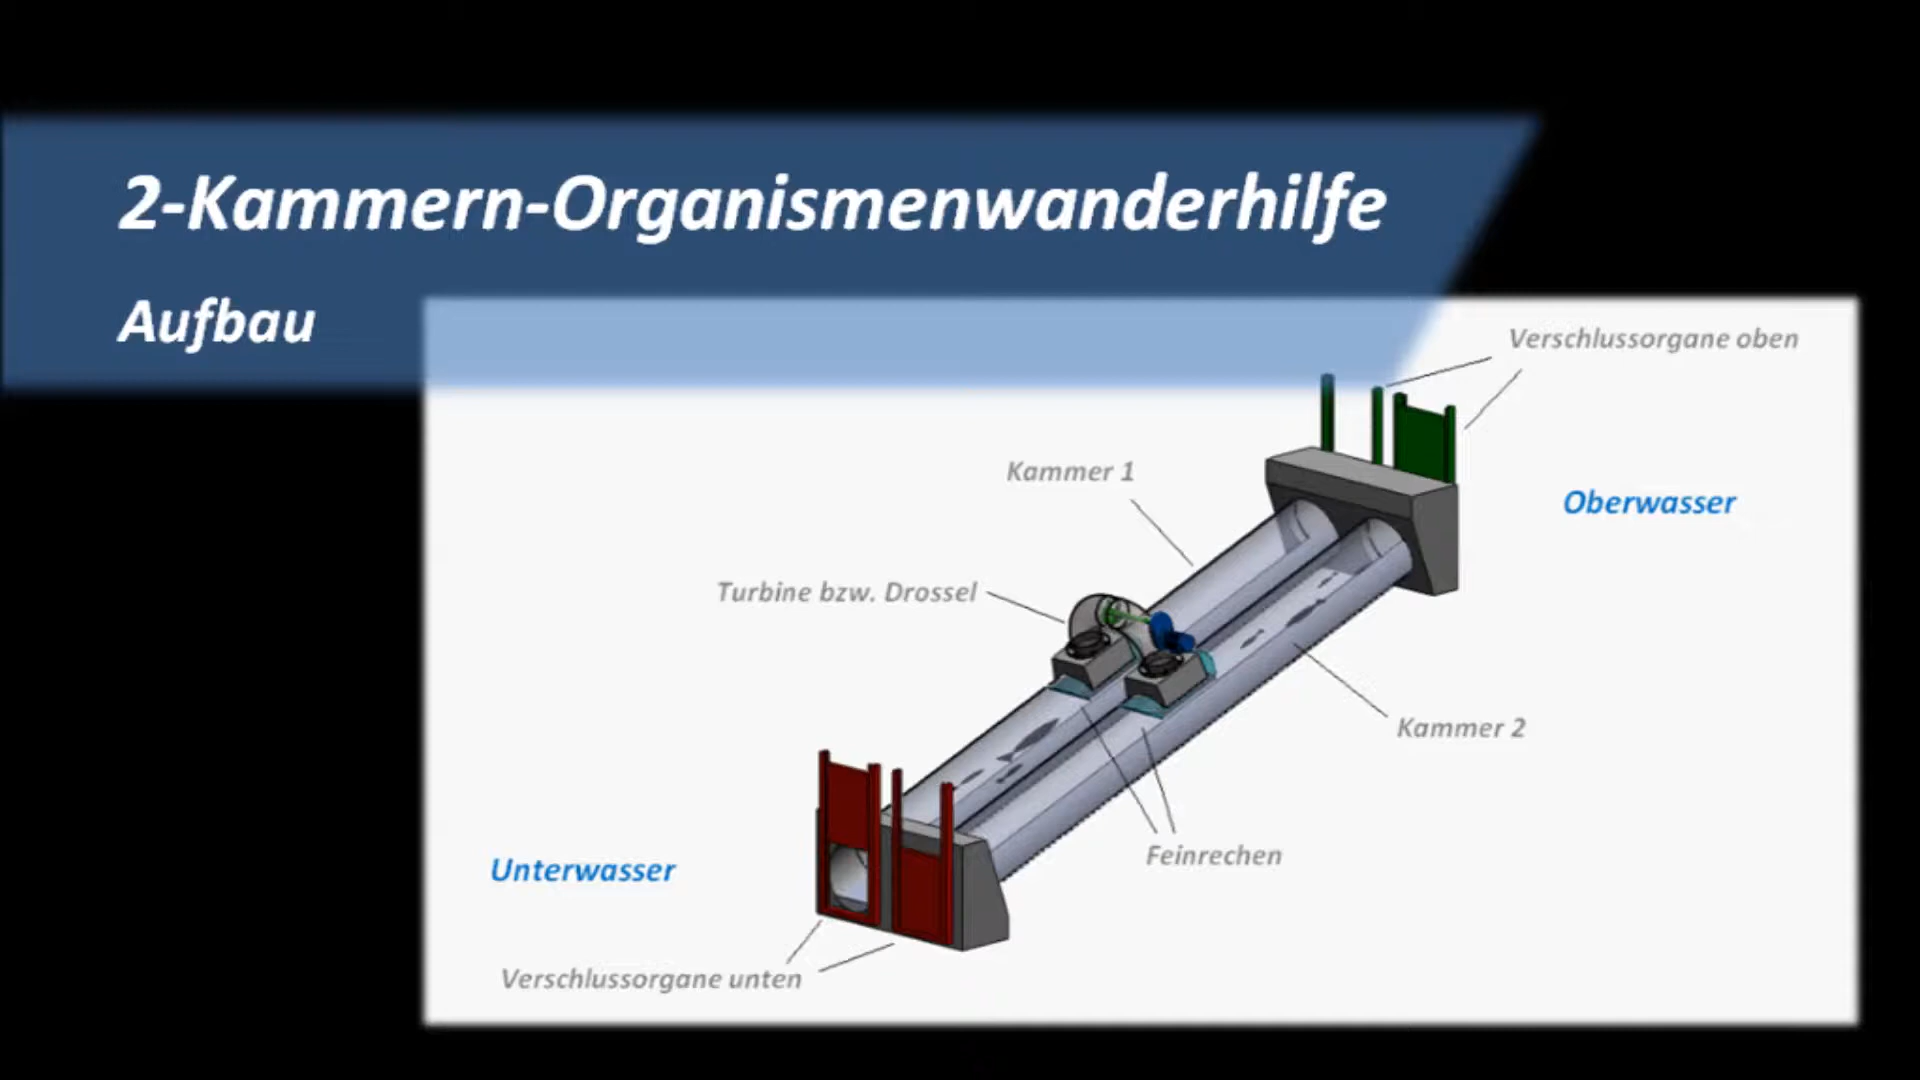 2-Kammern-Organismenwanderhilfe
Aufbau
Verschlussorgane oben
Kammer 1
Oberwasser
Turbine bzw. Drossel
Kammer 2
Feinrechen
Unterwasser
Verschlussorgane unten